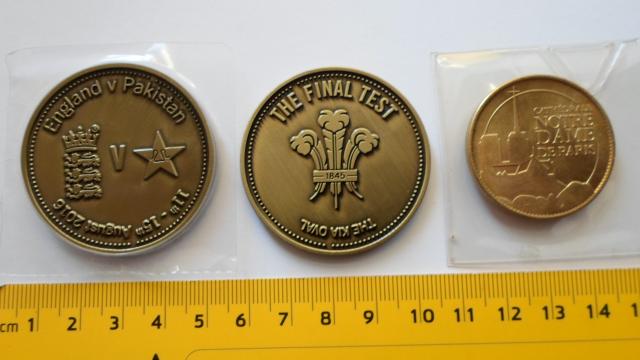 England v Pakistan
V
11th - 15th August 2016
THE FINAL TEST
1845
THE KIA OVAL
CATHÉDRALE
NOTRE
DAME
DE PARIS
cm 1 2 3 4 5 6 7 8 9 10 11 12 13 14